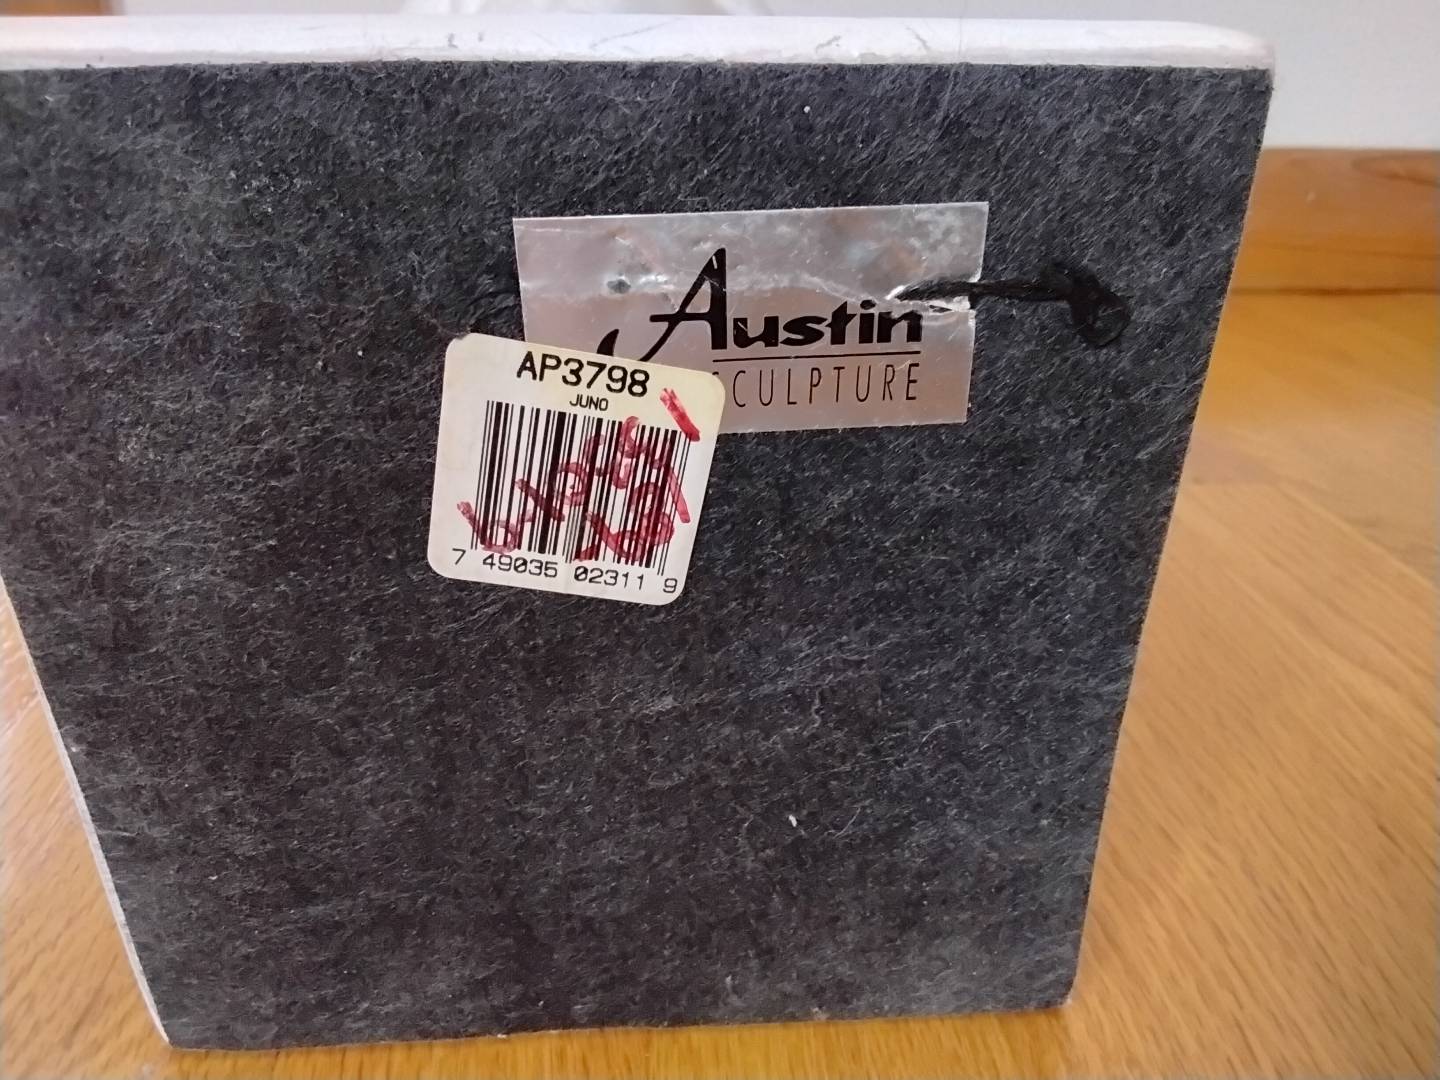 Austin
SCULPTURE
AP3798
JUNO
7 49035 02311 9